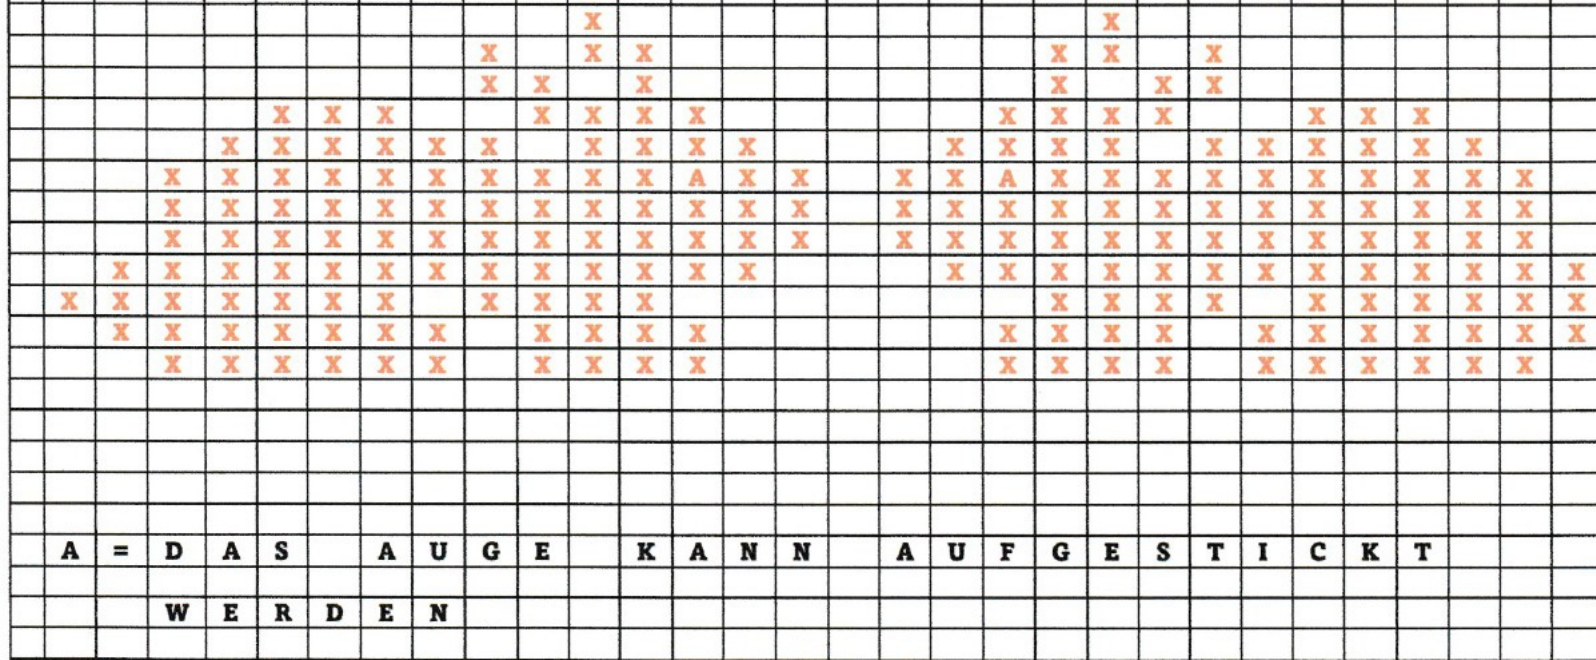 X X
X X X X X X
X X X X X X
X X X X X X X X X X X X X X
X X X X X X X X X X X X X X X X X X X X
X X X X X X X X X X A X X X X A X X X X X X X X X X
X X X X X X X X X X X X X X X X X X X X X X X X X X
X X X X X X X X X X X X X X X X X X X X X X X X X X
X X X X X X X X X X X X X X X X X X X X X X X X X X
X X X X X X X X X X X X X X X X X X X X X
X X X X X X X X X X X X X X X X X X X X X X
X X X X X X X X X X X X X X X X X X X X
A = DAS AUGE KANN AUFGESTICKT
WERDEN